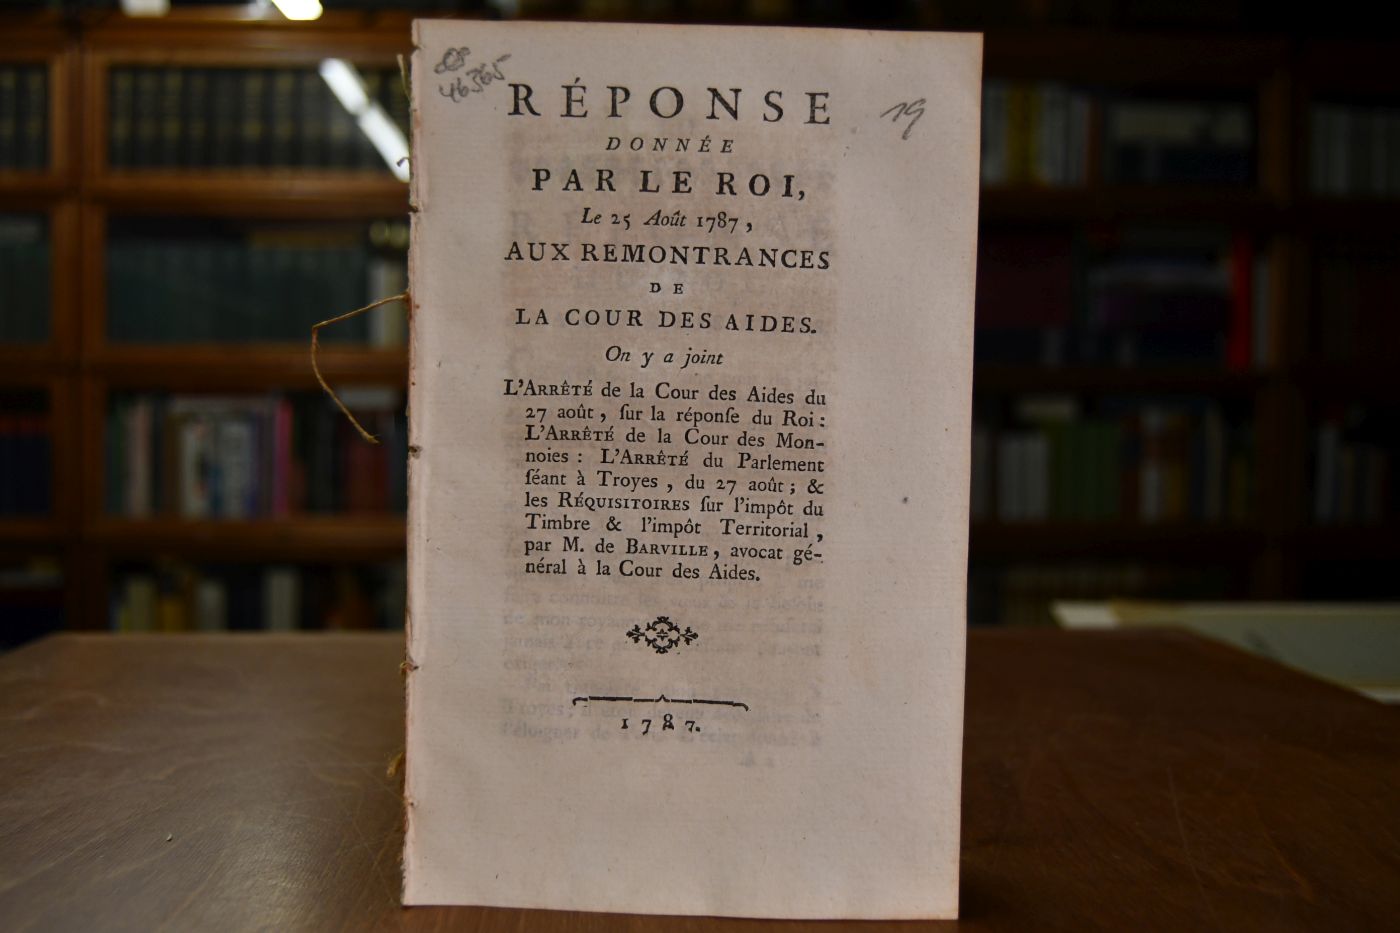 88
46365
19
RÉPONSE
DONNÉE
PAR LE ROI,
Le 25 Août 1787,
AUX REMONTRANCES
DE
LA COUR DES AIDES.
On y a joint
L'ARRÊTÉ de la Cour des Aides du
27 août, ſur la réponſe du Roi:
L'ARRÊTÉ de la Cour des Mon-
noies: L'ARRÊTÉ du Parlement
ſéant à Troyes, du 27 août; &
les RÉQUISITOIRES ſur l'impôt du
Timbre & l'impôt Territorial,
par M. de BARVILLE, avocat gé-
néral à la Cour des Aides.
1787.